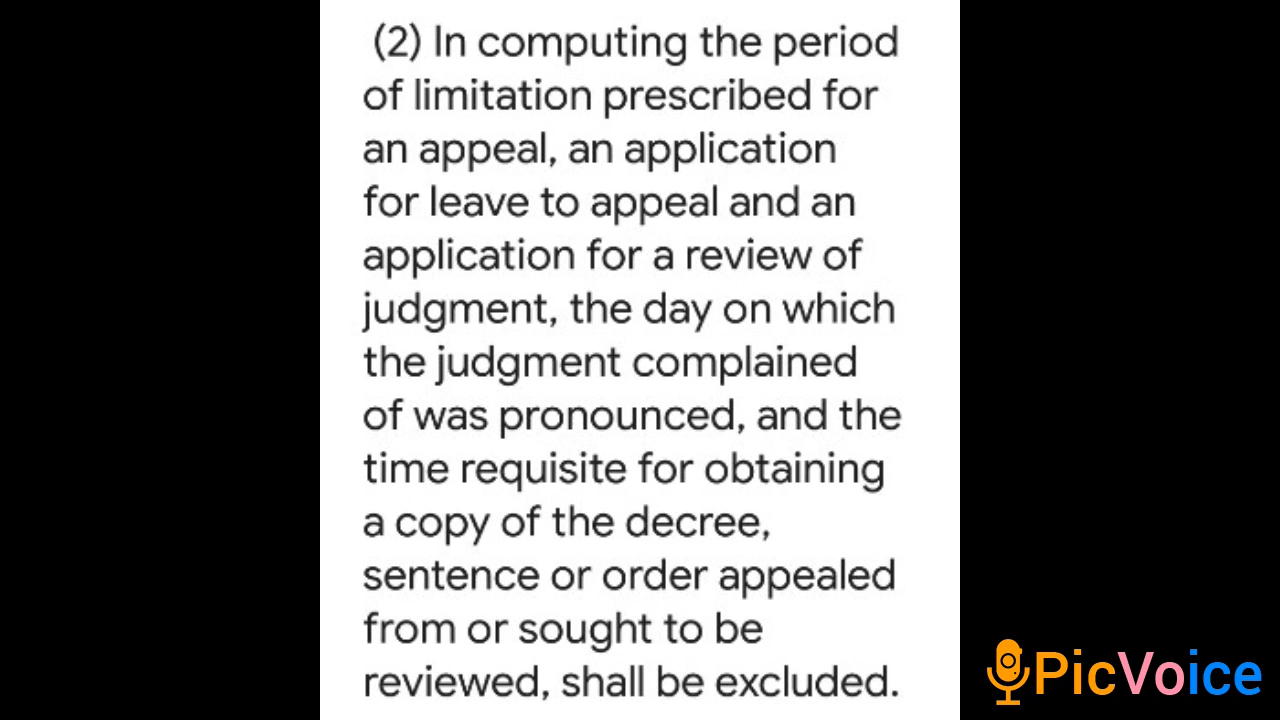 (2) In computing the period
of limitation prescribed for
an appeal, an application
for leave to appeal and an
application for a review of
judgment, the day on which
the judgment complained
of was pronounced, and the
time requisite for obtaining
a copy of the decree,
sentence or order appealed
from or sought to be
reviewed, shall be excluded.
PicVoice